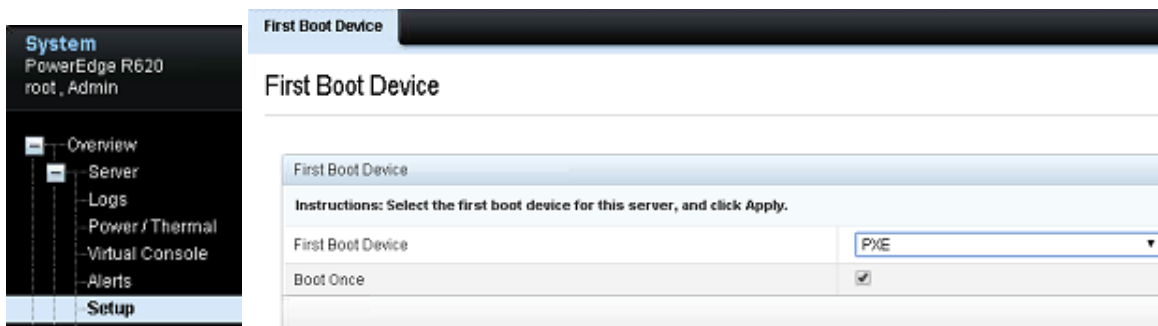 System
PowerEdge R620
root , Admin
Overview
Server
Logs
Power / Thermal
Virtual Console
Alerts
Setup
First Boot Device
First Boot Device
First Boot Device
Instructions: Select the first boot device for this server, and click Apply.
First Boot Device PXE
Boot Once